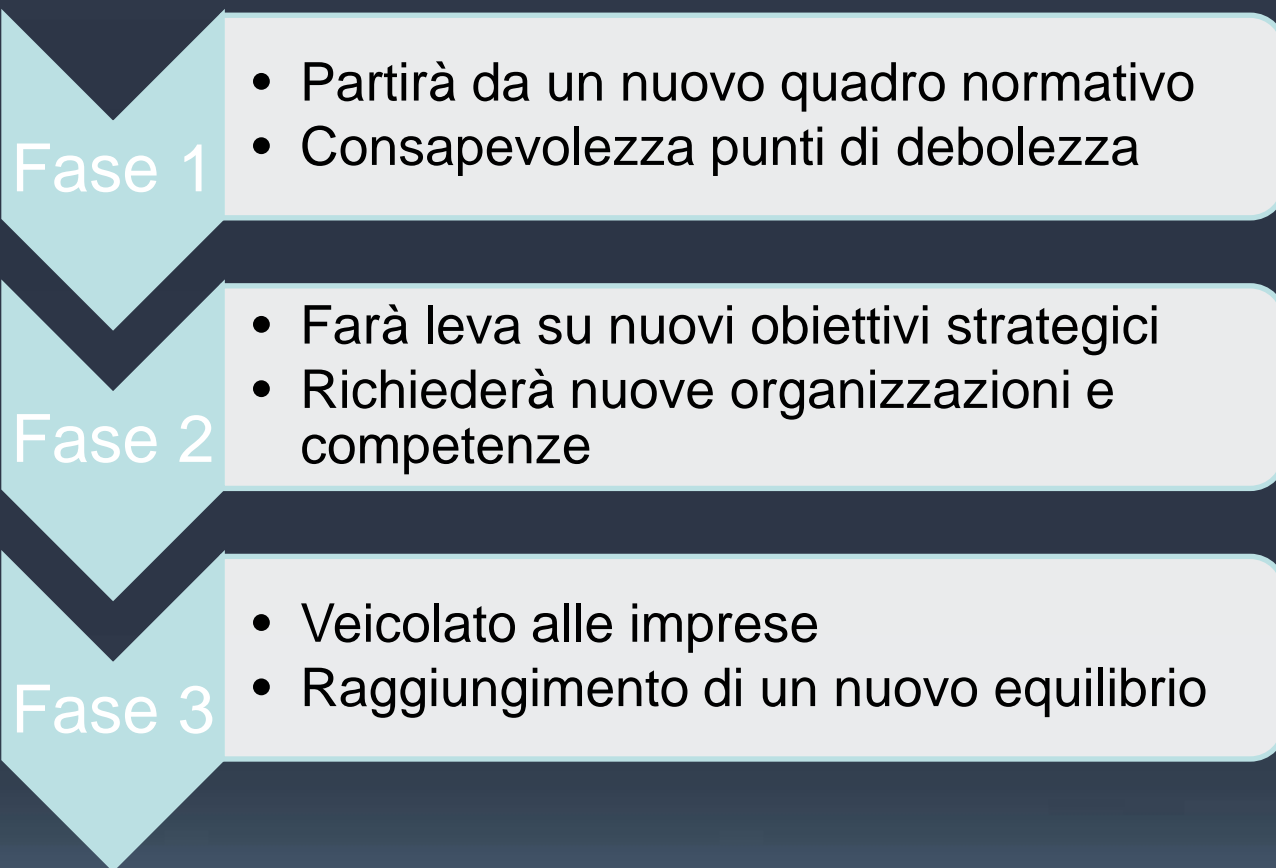 Fase 1
• Partirà da un nuovo quadro normativo
• Consapevolezza punti di debolezza
Fase 2
• Farà leva su nuovi obiettivi strategici
• Richiederà nuove organizzazioni e
competenze
Fase 3
• Veicolato alle imprese
• Raggiungimento di un nuovo equilibrio